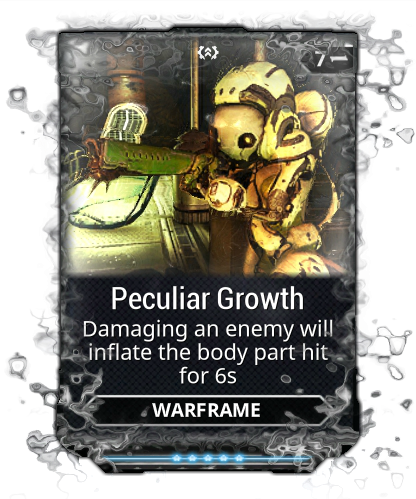 7
Peculiar Growth
Damaging an enemy will
inflate the body part hit
for 6s
WARFRAME